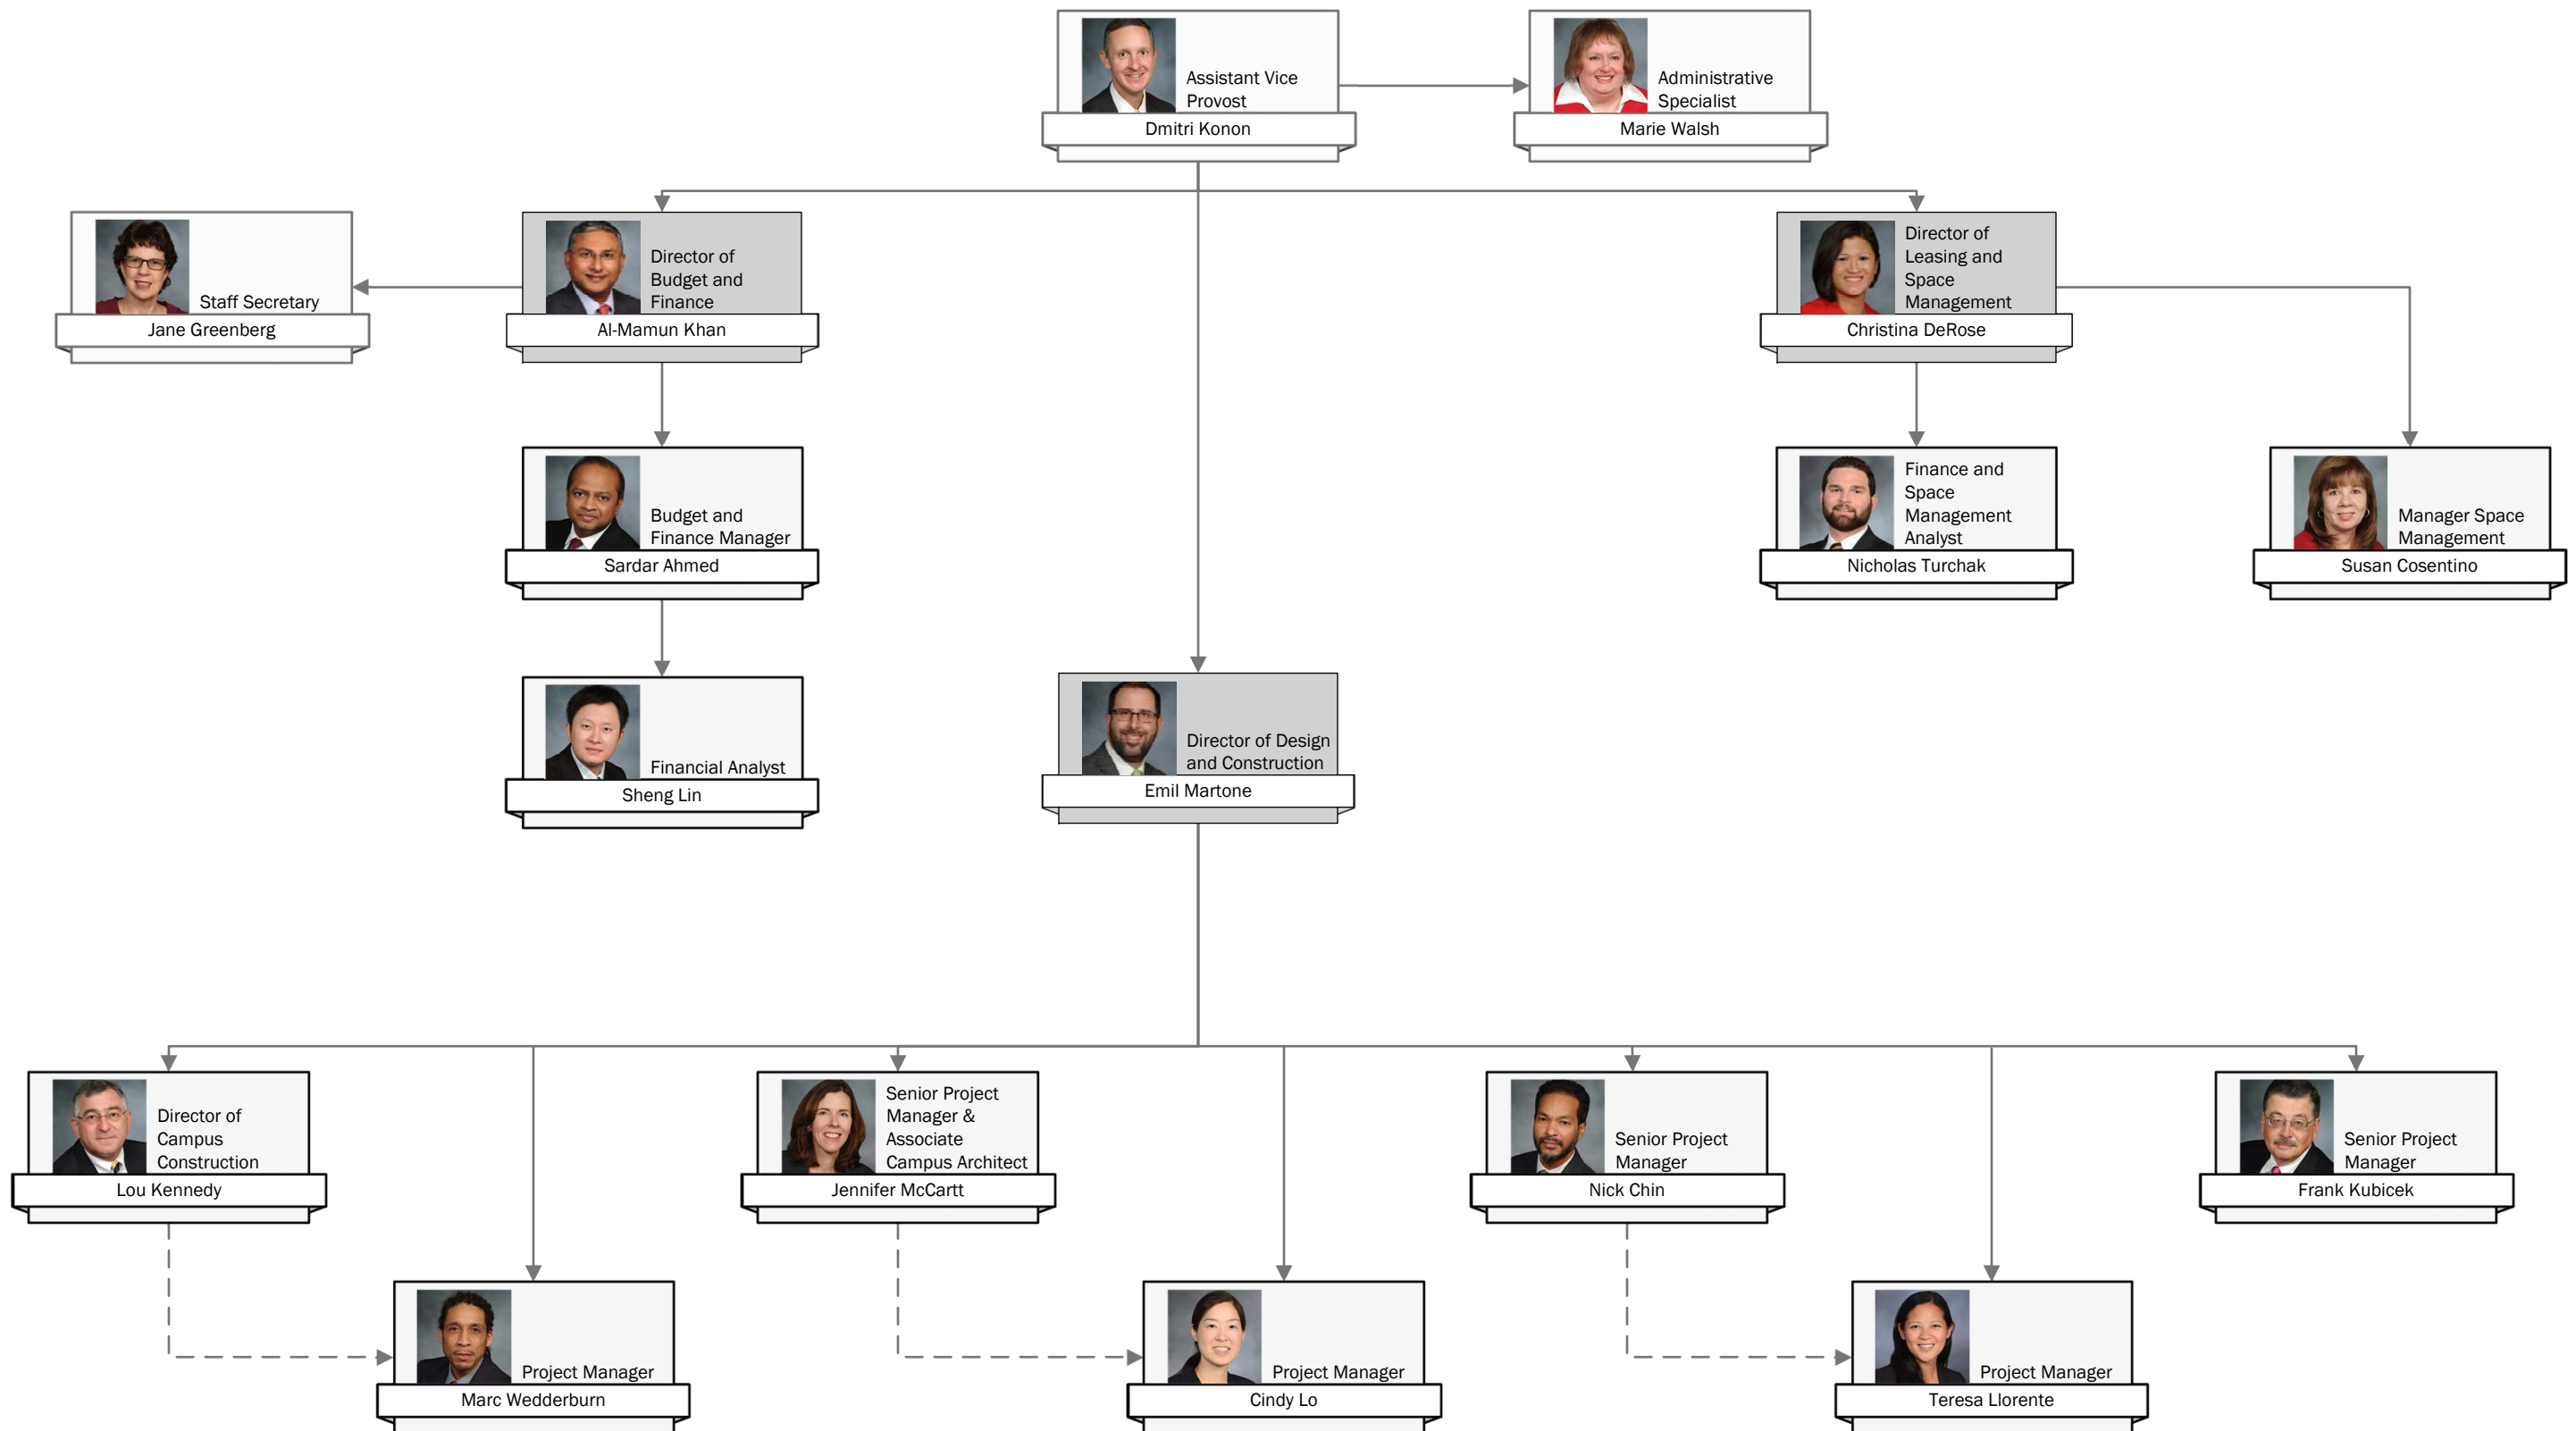 Assistant Vice
Provost
Dmitri Konon
Administrative
Specialist
Marie Walsh
Staff Secretary
Jane Greenberg
Director of
Budget and
Finance
Al-Mamun Khan
Director of
Leasing and
Space
Management
Christina DeRose
Budget and
Finance Manager
Sardar Ahmed
Finance and
Space
Management
Analyst
Nicholas Turchak
Manager Space
Management
Susan Cosentino
Financial Analyst
Sheng Lin
Director of Design
and Construction
Emil Martone
Director of
Campus
Construction
Lou Kennedy
Senior Project
Manager &
Associate
Campus Architect
Jennifer McCartt
Senior Project
Manager
Nick Chin
Senior Project
Manager
Frank Kubicek
Project Manager
Marc Wedderburn
Project Manager
Cindy Lo
Project Manager
Teresa Llorente